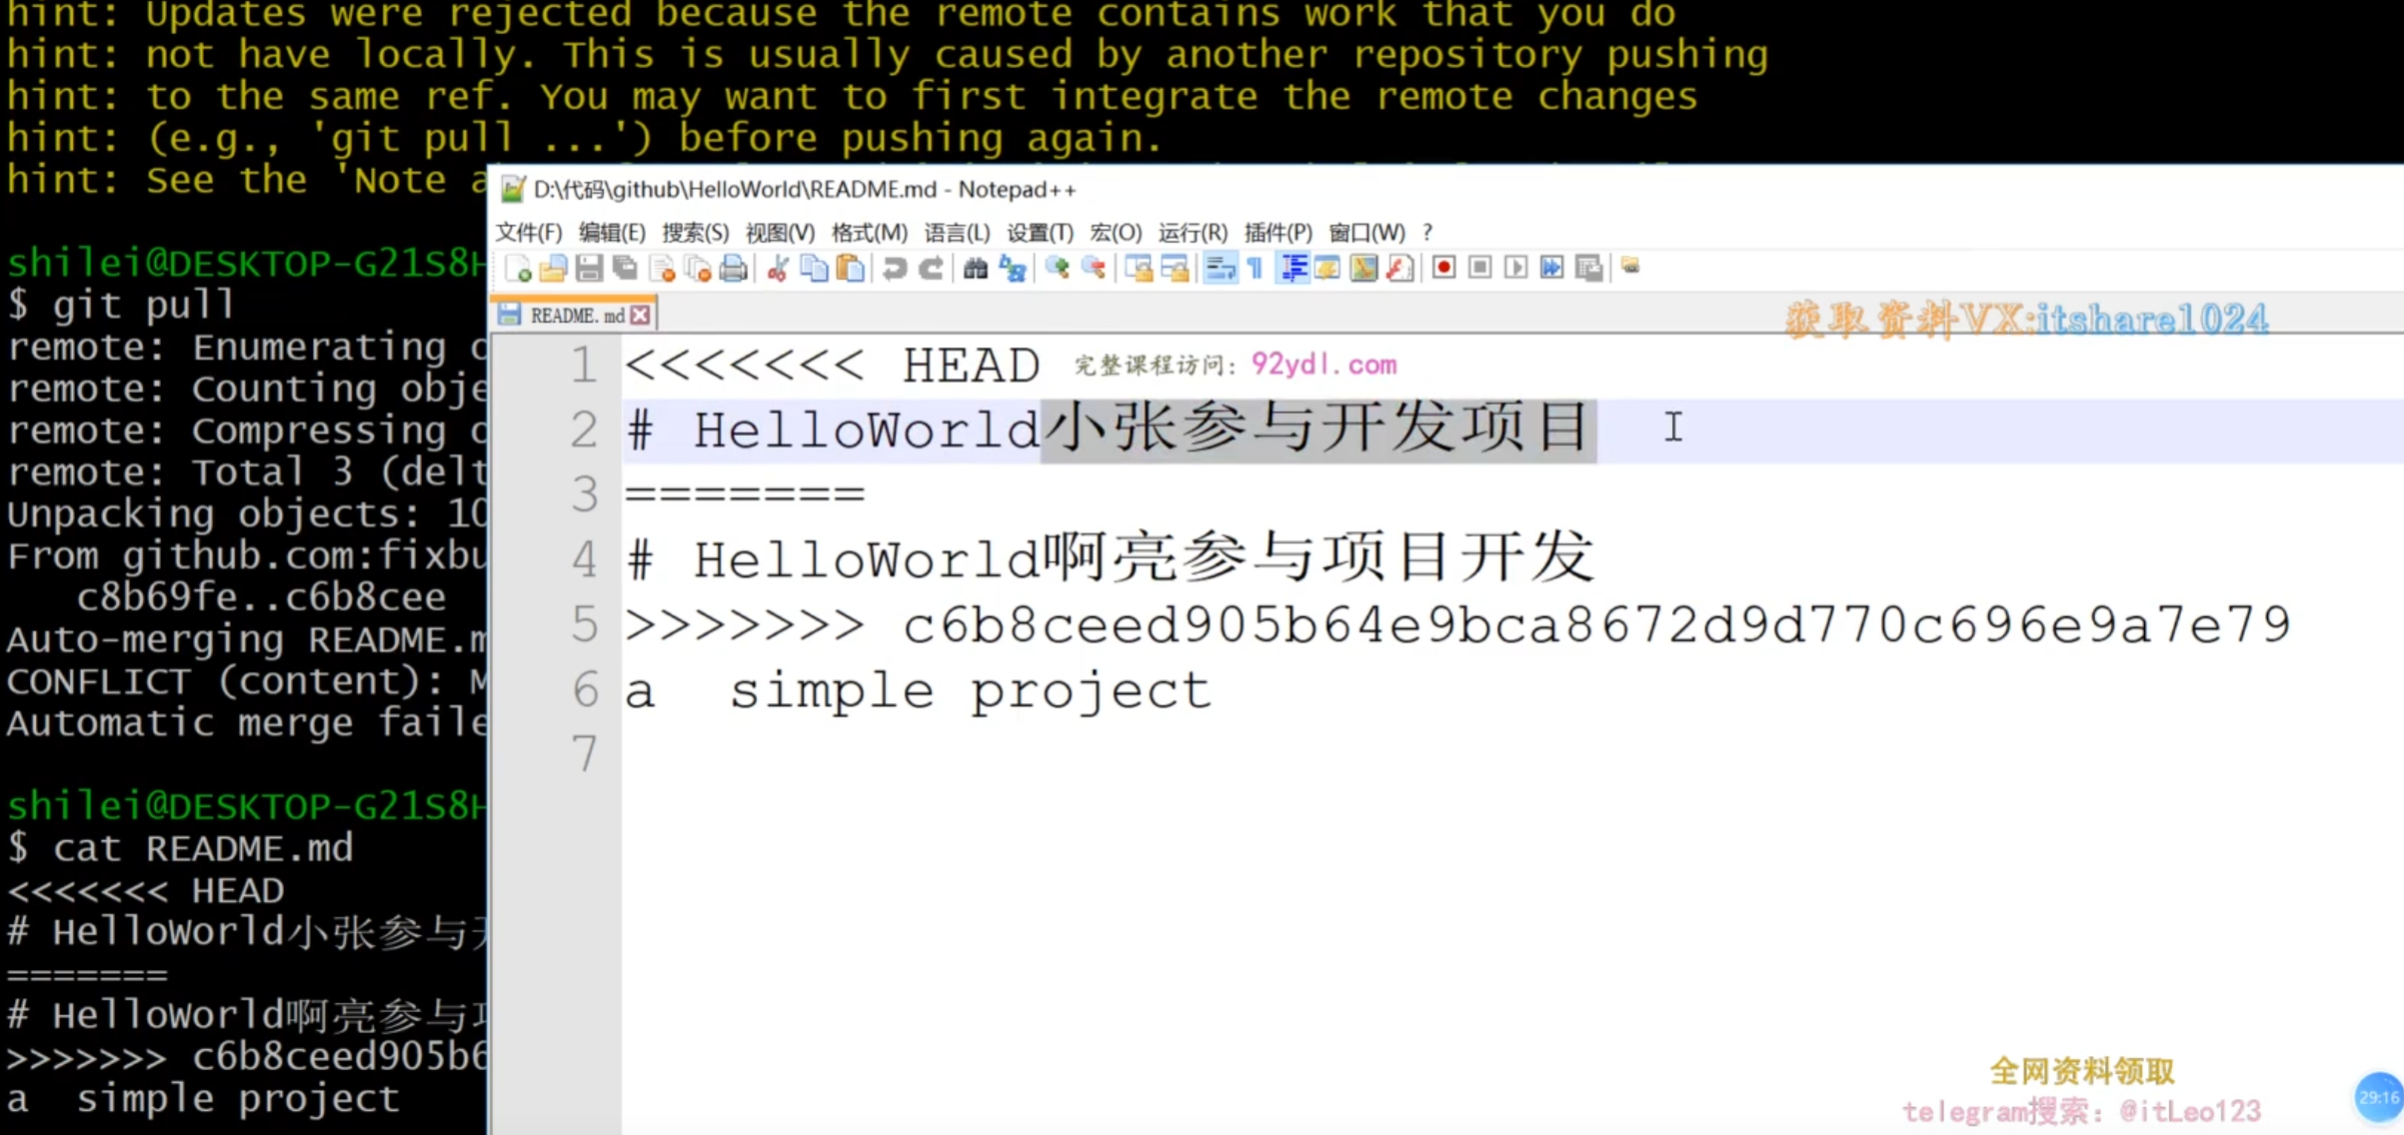 hint: Updates were rejected because the remote contains work that you do
hint: not have locally. This is usually caused by another repository pushing
hint: to the same ref. You may want to first integrate the remote changes
hint: (e.g., 'git pull ...') before pushing again.
hint: See the 'Note a
shilei@DESKTOP-G21S8H
$ git pull
remote: Enumerating
remote: Counting obje
remote: Compressing
remote: Total 3 (delt
Unpacking objects: 10
From github.com:fixbu
c8b69fe..c6b8cee
Auto-merging README.m
CONFLICT (content): M
Automatic merge faile
shilei@DESKTOP-G21S8H
$ cat README.md
<<<<<<< HEAD
# HelloWorld小张参与开
=======
# HelloWorld啊亮参与项
>>>>>>> c6b8ceed905b6
a  simple project
D:\代码\github\HelloWorld\README.md - Notepad++
文件(F) 编辑(E) 搜索(S) 视图(V) 格式(M) 语言(L) 设置(T) 宏(O) 运行(R) 插件(P) 窗口(W) ?
README.md
获取资料VX:itshare1024
1 <<<<<<< HEAD 完整课程访问: 92ydl.com
2 # HelloWorld小张参与开发项目
3 =======
4 # HelloWorld啊亮参与项目开发
5 >>>>>>> c6b8ceed905b64e9bca8672d9d770c696e9a7e79
6 a  simple project
7
全网资料领取
telegram搜索: @itLeo123
29:16